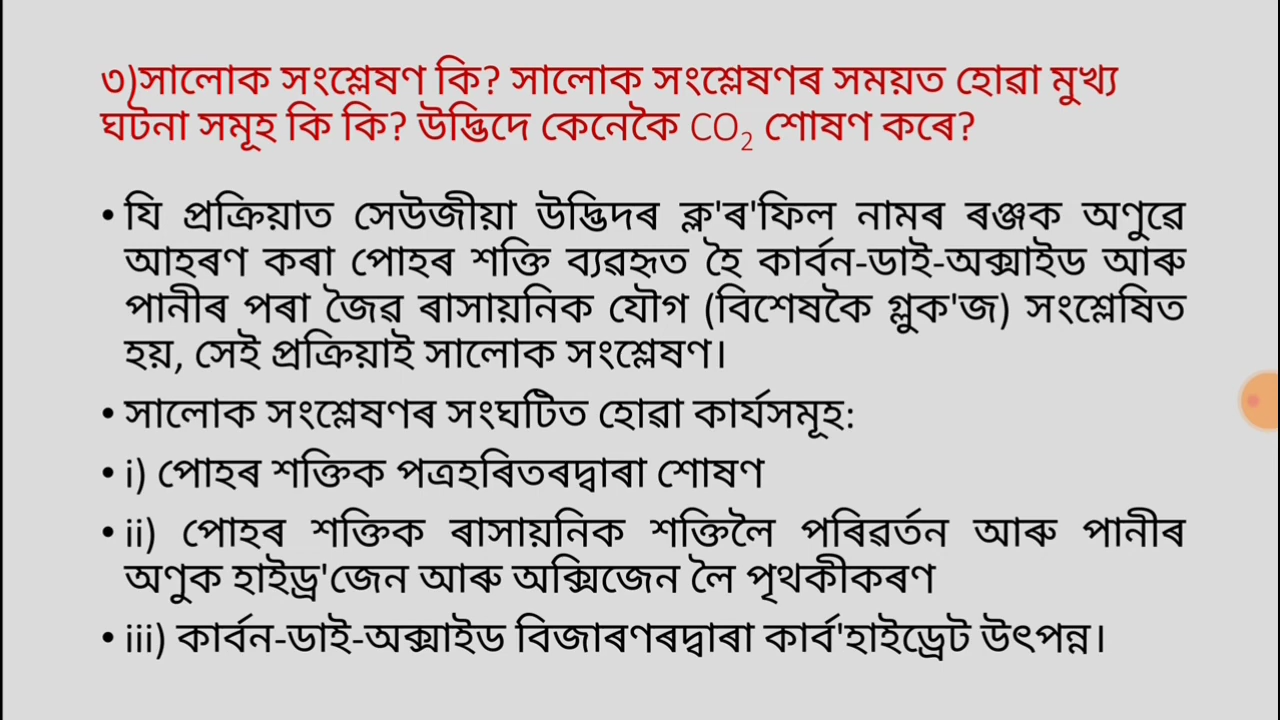 ৩)সালোক সংশ্লেষণ কি? সালোক সংশ্লেষণৰ সময়ত হোৱা মুখ্য
ঘটনা সমূহ কি কি? উদ্ভিদে কেনেকৈ CO₂ শোষণ কৰে?
• যি প্ৰক্ৰিয়াত সেউজীয়া উদ্ভিদৰ ক্ল'ৰ'ফিল নামৰ ৰঞ্জক অণুৱে
আহৰণ কৰা পোহৰ শক্তি ব্যৱহৃত হৈ কাৰ্বন-ডাই-অক্সাইড আৰু
পানীৰ পৰা জৈৱ ৰাসায়নিক যৌগ (বিশেষকৈ গ্লুক'জ) সংশ্লেষিত
হয়, সেই প্ৰক্ৰিয়াই সালোক সংশ্লেষণ।
• সালোক সংশ্লেষণৰ সংঘটিত হোৱা কাৰ্যসমূহ:
• i) পোহৰ শক্তিক পত্ৰহৰিতৰদ্বাৰা শোষণ
• ii) পোহৰ শক্তিক ৰাসায়নিক শক্তিলৈ পৰিৱৰ্তন আৰু পানীৰ
অণুক হাইড্ৰ'জেন আৰু অক্সিজেন লৈ পৃথকীকৰণ
• iii) কাৰ্বন-ডাই-অক্সাইড বিজাৰণৰদ্বাৰা কাৰ্ব'হাইড্ৰেট উৎপন্ন।